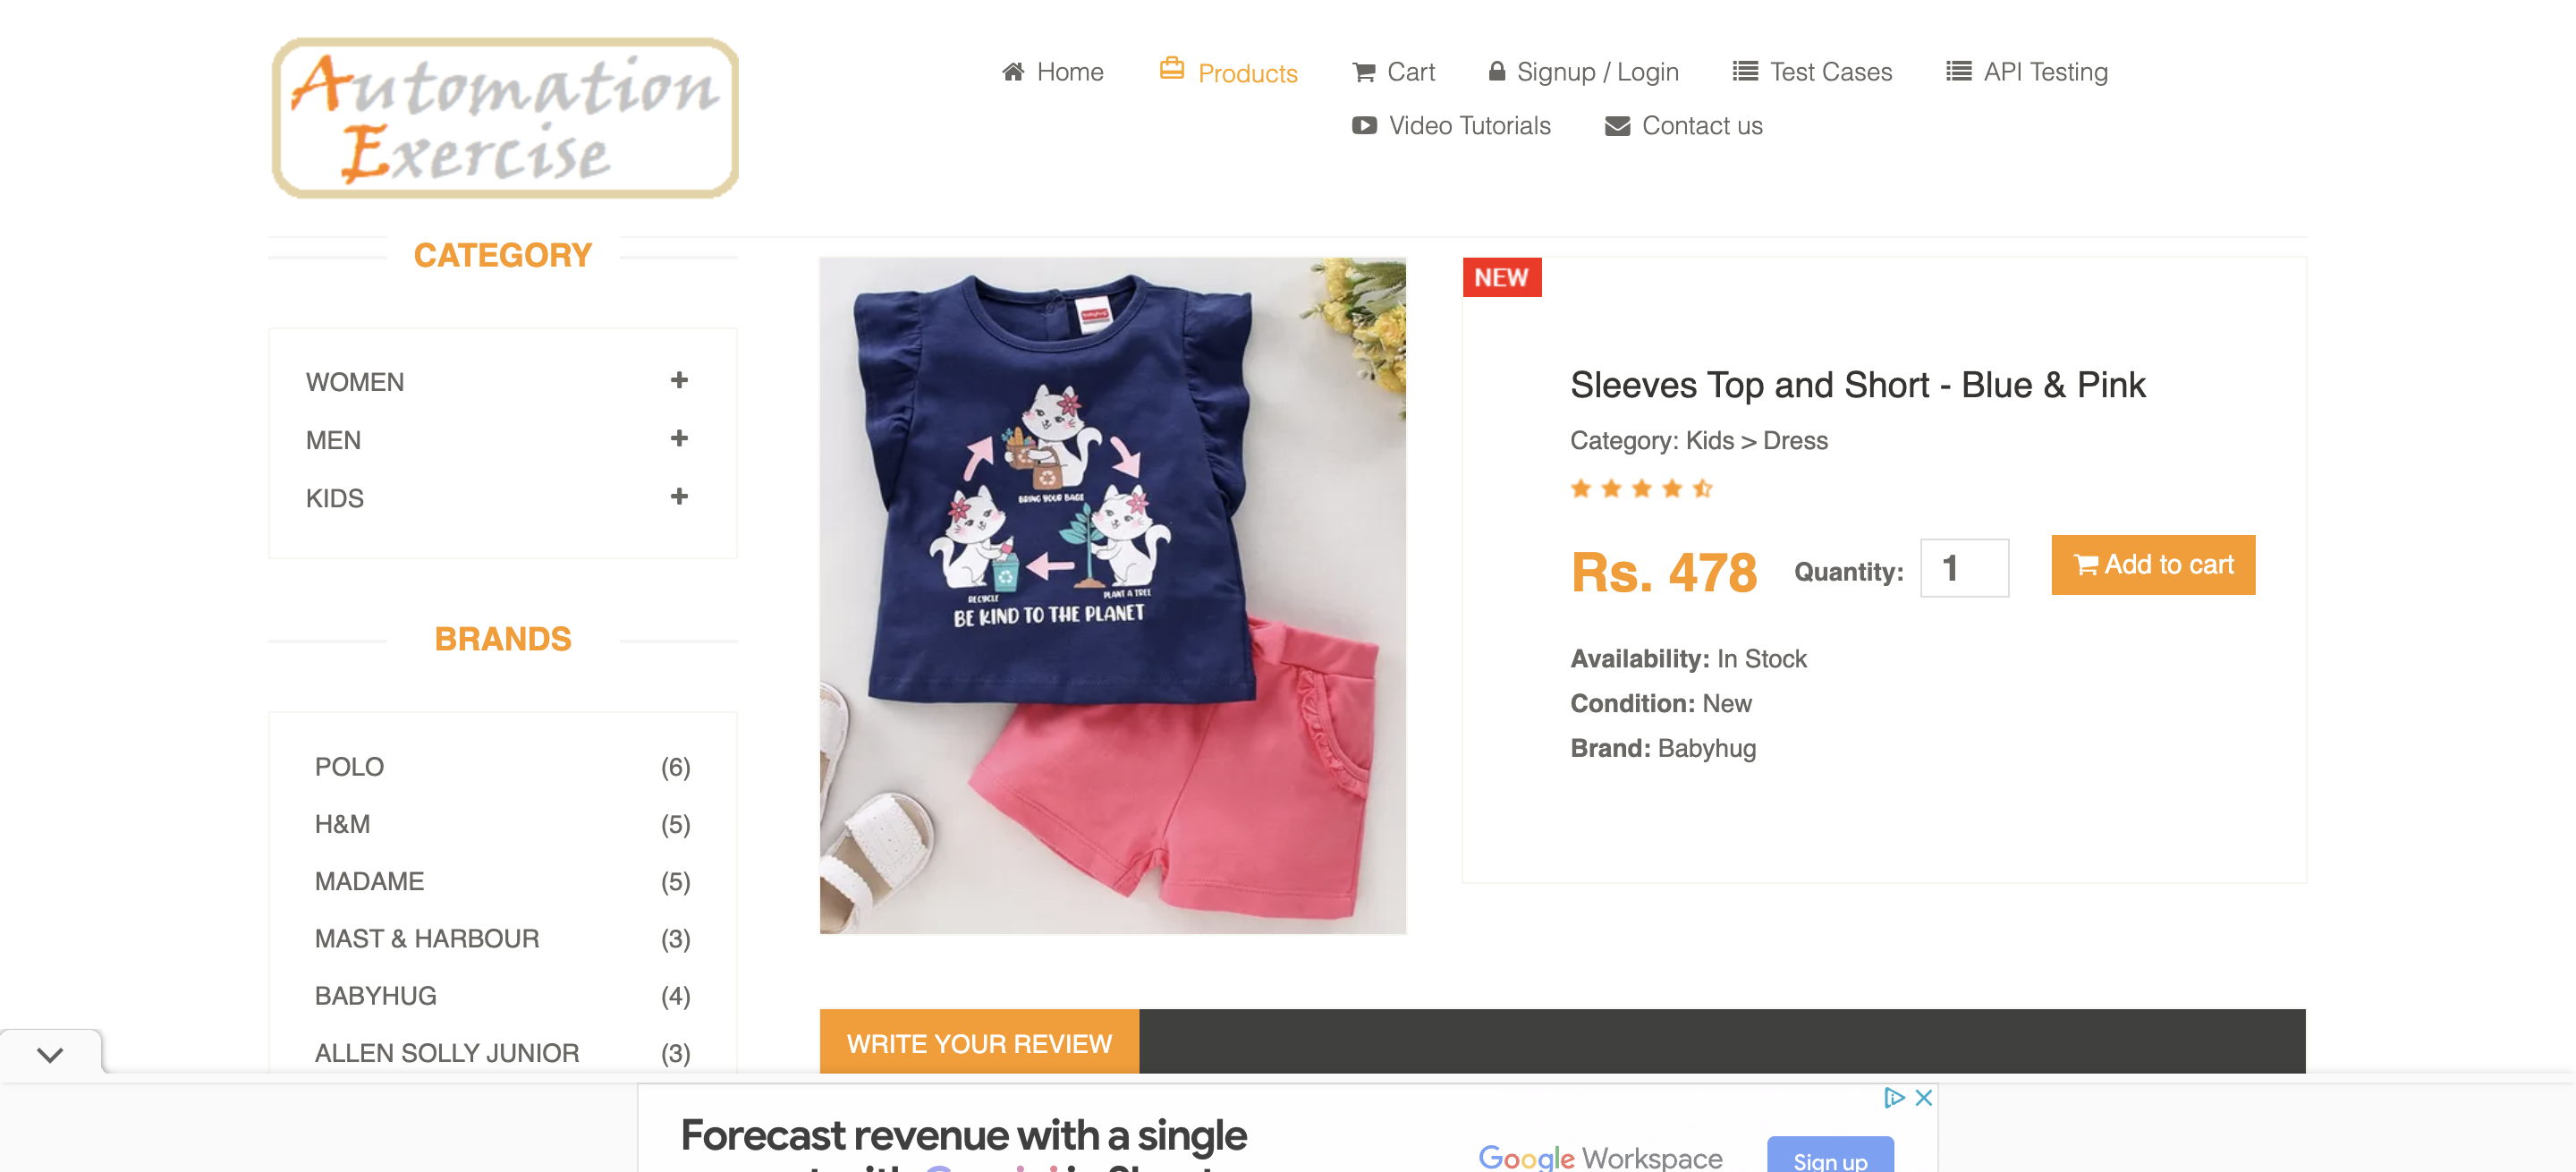 Automation
Exercise
Home
Products
Cart
Signup / Login
Test Cases
API Testing
Video Tutorials
Contact us
CATEGORY
WOMEN
MEN
KIDS
BRANDS
POLO (6)
H&M (5)
MADAME (5)
MAST & HARBOUR (3)
BABYHUG (4)
ALLEN SOLLY JUNIOR (3)
babyhug
BRING YOUR BAGS
RECYCLE
PLANT A TREE
BE KIND TO THE PLANET
NEW
Sleeves Top and Short - Blue & Pink
Category: Kids > Dress
Rs. 478
Quantity: 1
Add to cart
Availability: In Stock
Condition: New
Brand: Babyhug
WRITE YOUR REVIEW
Forecast revenue with a single
Google Workspace
Sign up